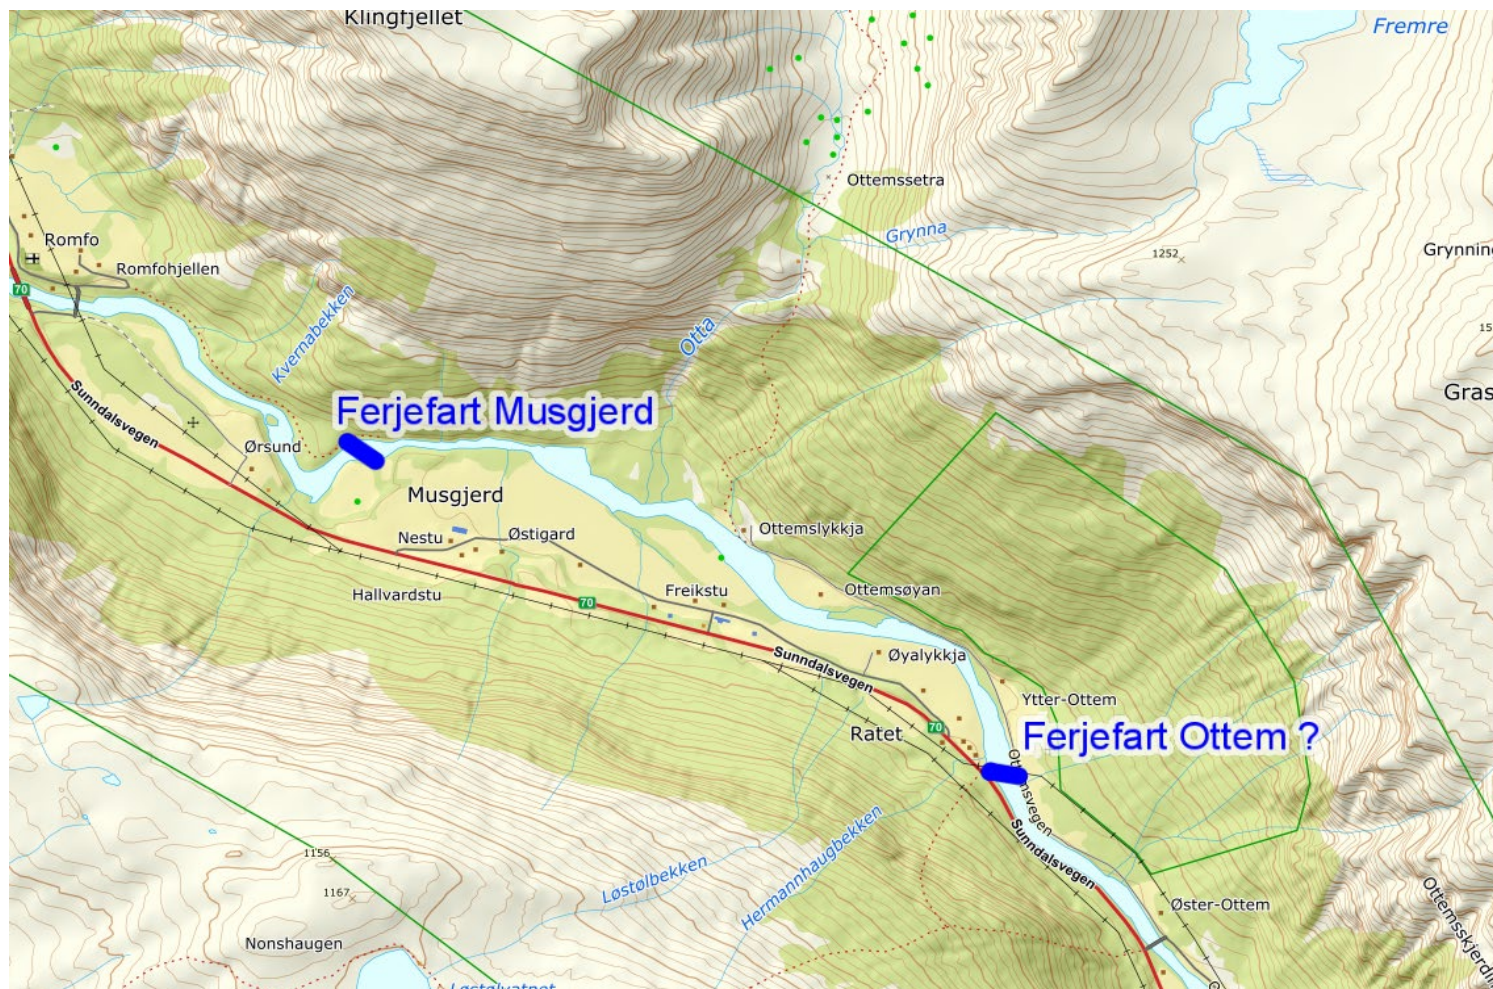 Klingfjellet
Fremre
Ottemssetra
Grynna
1252
Romfo
Romfohjellen
70
Kvernabekken
Otta
Sunndalsvegen
Ferjefart Musgjerd
Ørsund
Musgjerd
Nestu
Østigard
Ottemslykkja
Hallvardstu
70
Freikstu
Ottemsøyan
Sunndalsvegen
Øyalykkja
Ytter-Ottem
70
Ratet
Ferjefart Ottem ?
Sunndalsvegen
Hermannhaugbekken
Løstølbekken
1156
1167
Øster-Ottem
Nonshaugen